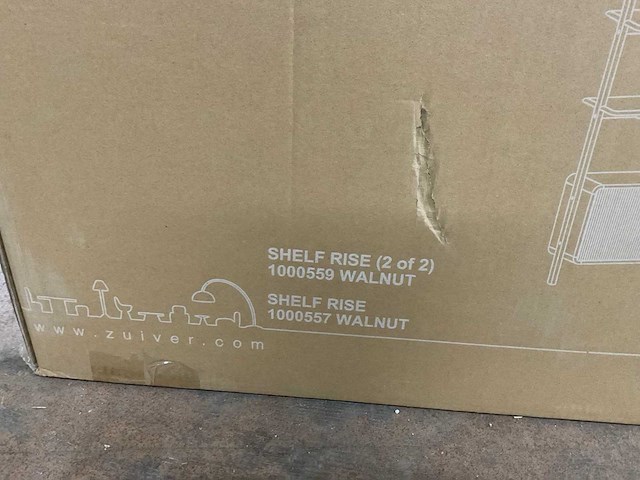 SHELF RISE (2 of 2)
1000559 WALNUT
SHELF RISE
1000557 WALNUT
www.zuiver.com